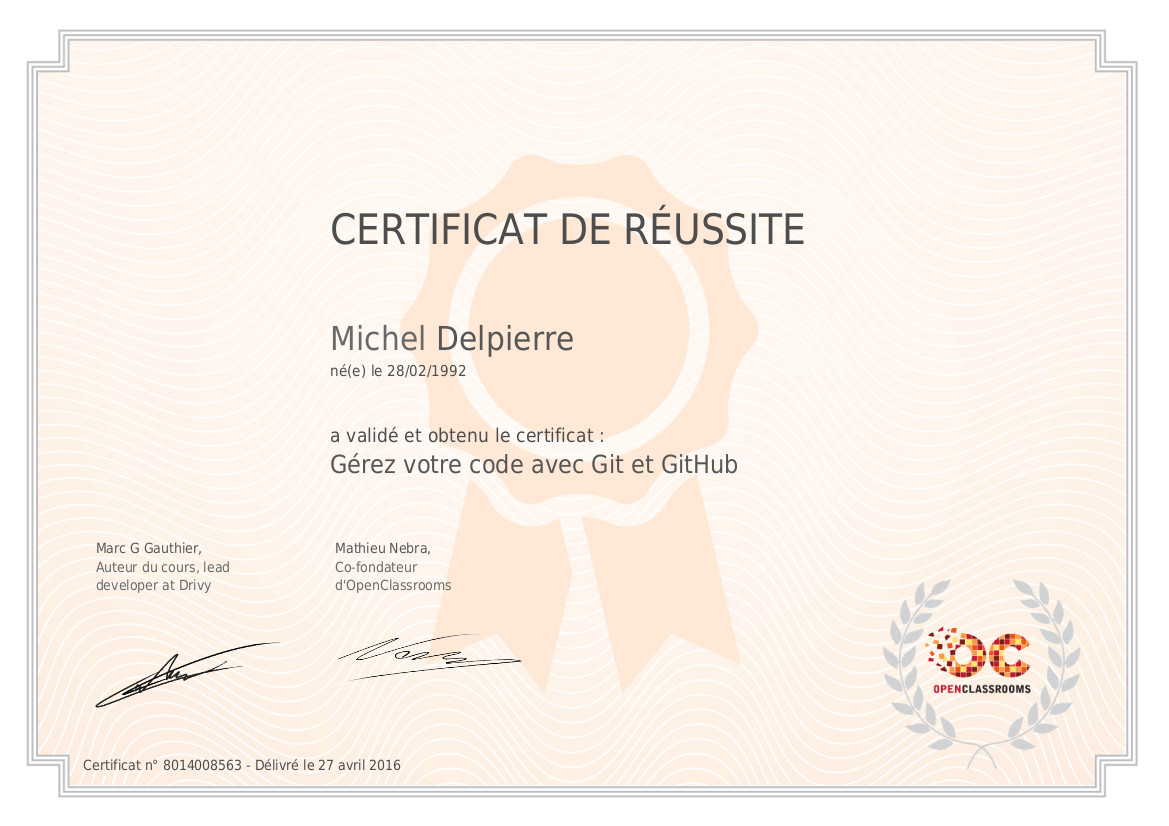 CERTIFICAT DE RÉUSSITE
Michel Delpierre
né(e) le 28/02/1992
a validé et obtenu le certificat :
Gérez votre code avec Git et GitHub
Marc G Gauthier,
Auteur du cours, lead
developer at Drivy
Mathieu Nebra,
Co-fondateur
d'OpenClassrooms
OC
OPENCLASSROOMS
Certificat n° 8014008563 - Délivré le 27 avril 2016